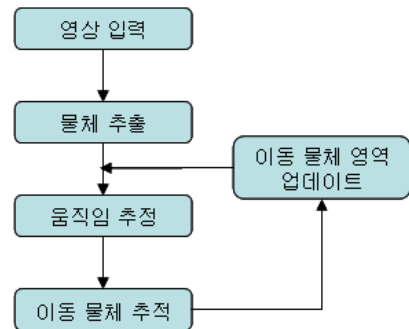 영상 입력
물체 추출
이동 물체 영역
업데이트
움직임 추정
이동 물체 추적